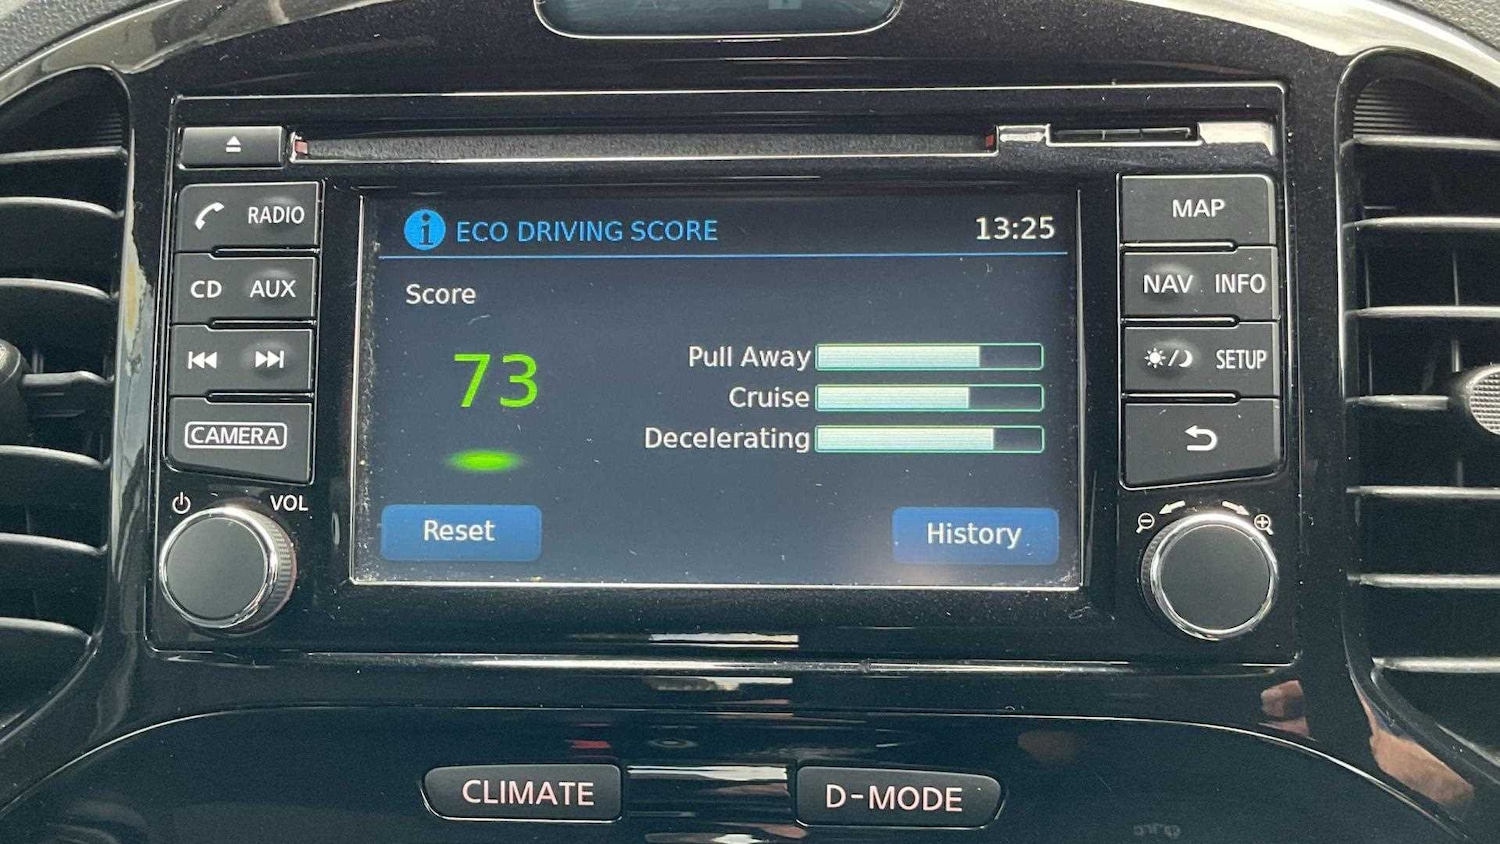 RADIO
CD AUX
CAMERA
VOL
ECO DRIVING SCORE 13:25
Score
73
Pull Away
Cruise
Decelerating
Reset History
MAP
NAV INFO
SETUP
CLIMATE D-MODE